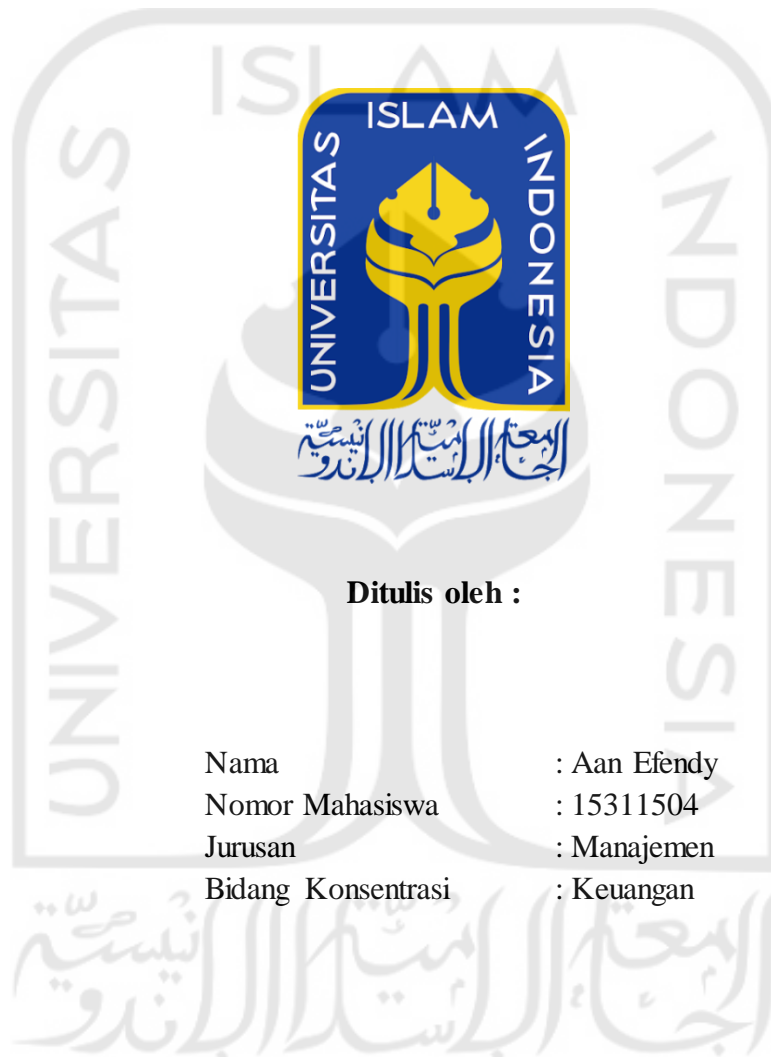 ISLAM
UNIVERSITAS
INDONESIA
الجامعة الإسلامية الإندونيسية
Ditulis oleh :
Nama : Aan Efendy
Nomor Mahasiswa : 15311504
Jurusan : Manajemen
Bidang Konsentrasi : Keuangan